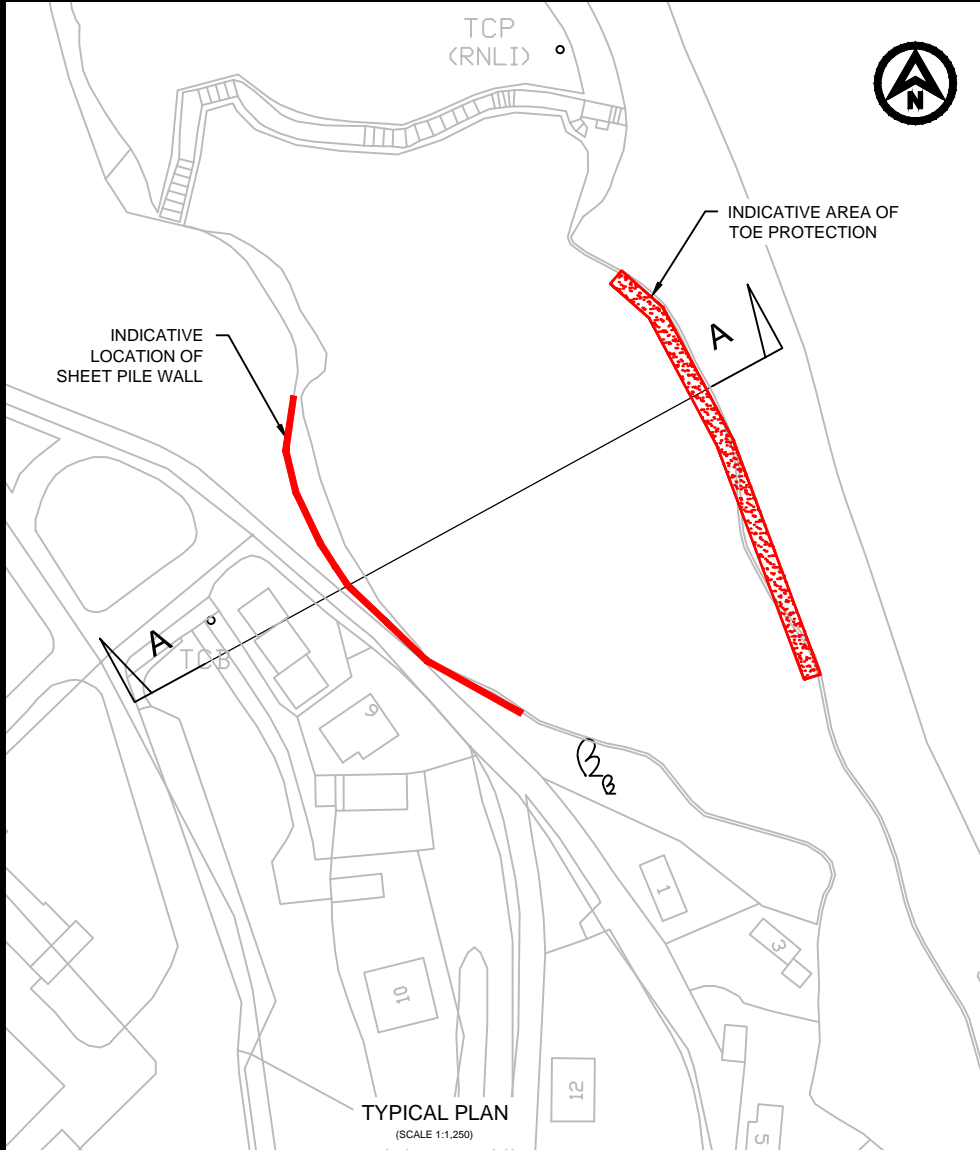 TCP
(RNLI)
N
INDICATIVE AREA OF
TOE PROTECTION
A
INDICATIVE
LOCATION OF
SHEET PILE WALL
A
TCB
9
1
3
10
12
5
TYPICAL PLAN
(SCALE 1:1,250)